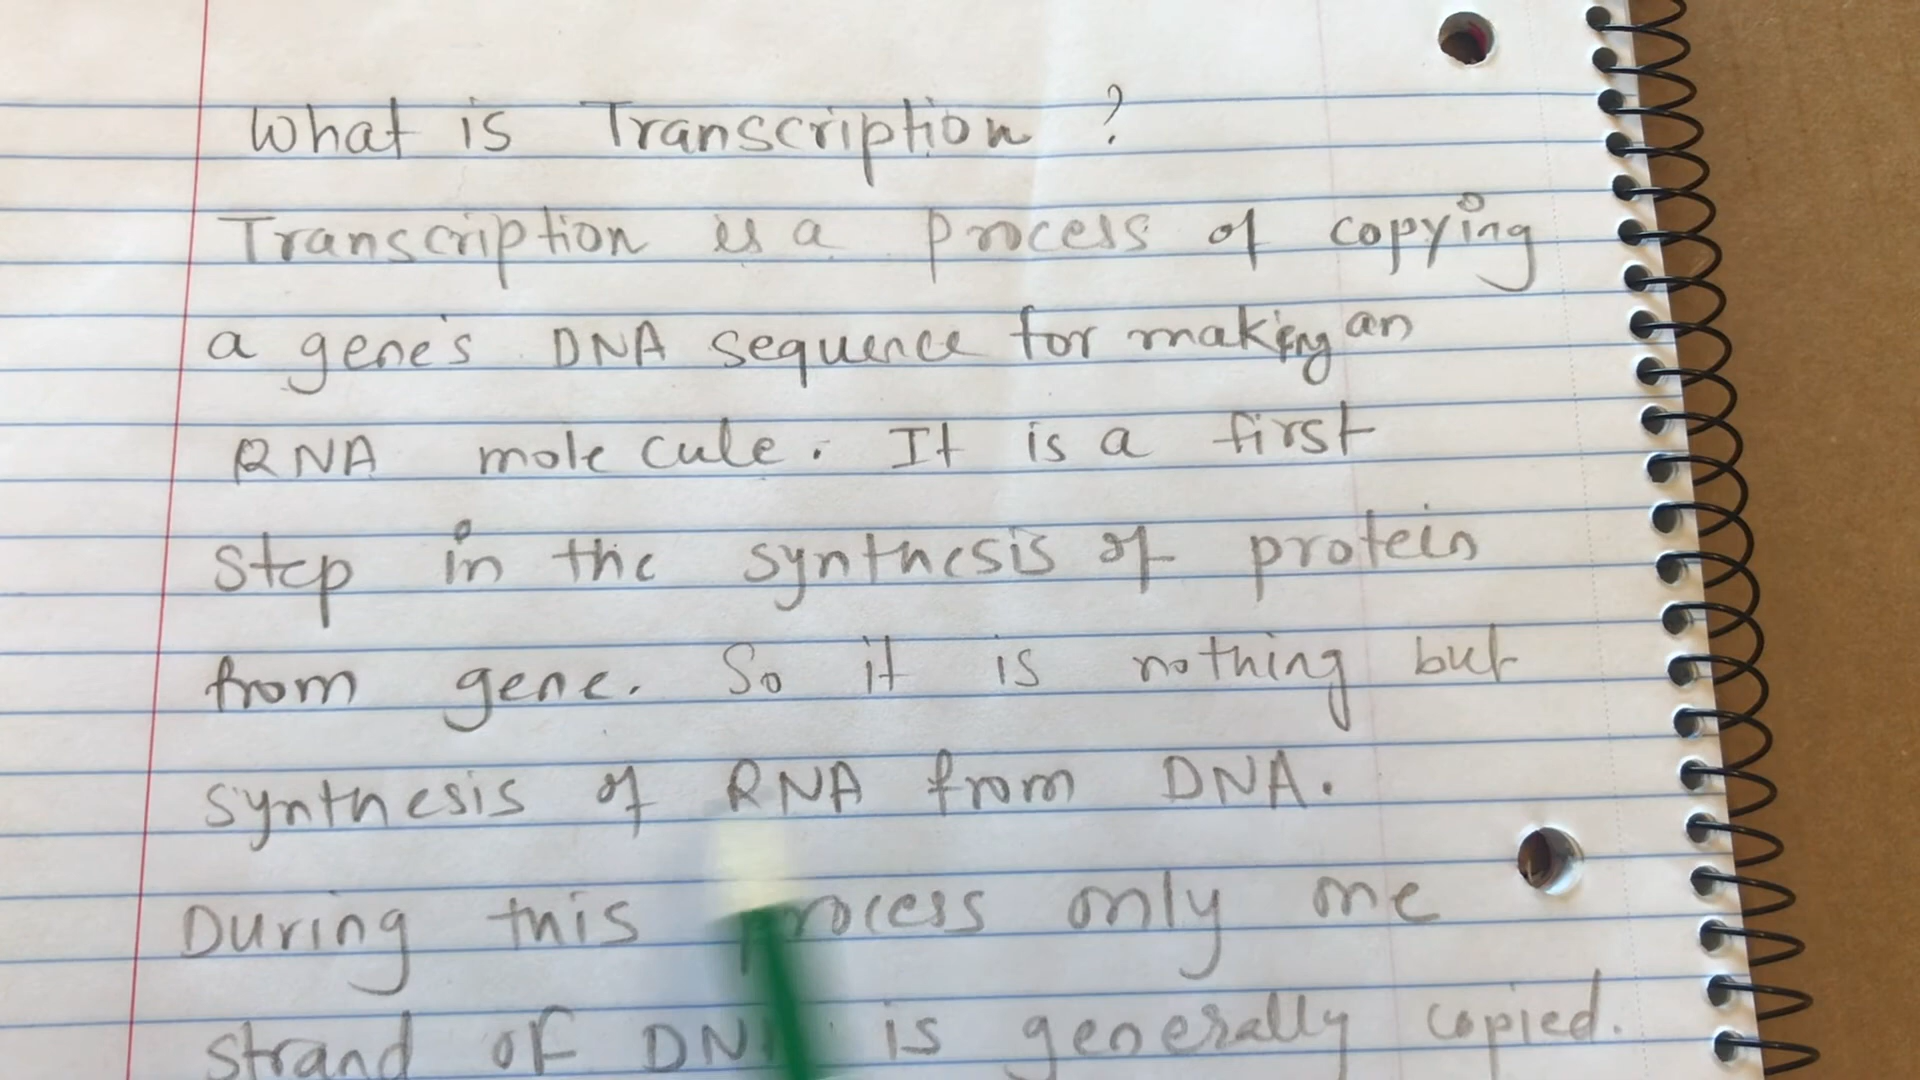 What is Transcription ?
Transcription is a process of copying
a gene's DNA sequence for making an
RNA molecule. It is a first
step in the synthesis of protein
from gene. So it is nothing but
synthesis of RNA from DNA.
During this process only one
strand of DNA is generally copied.